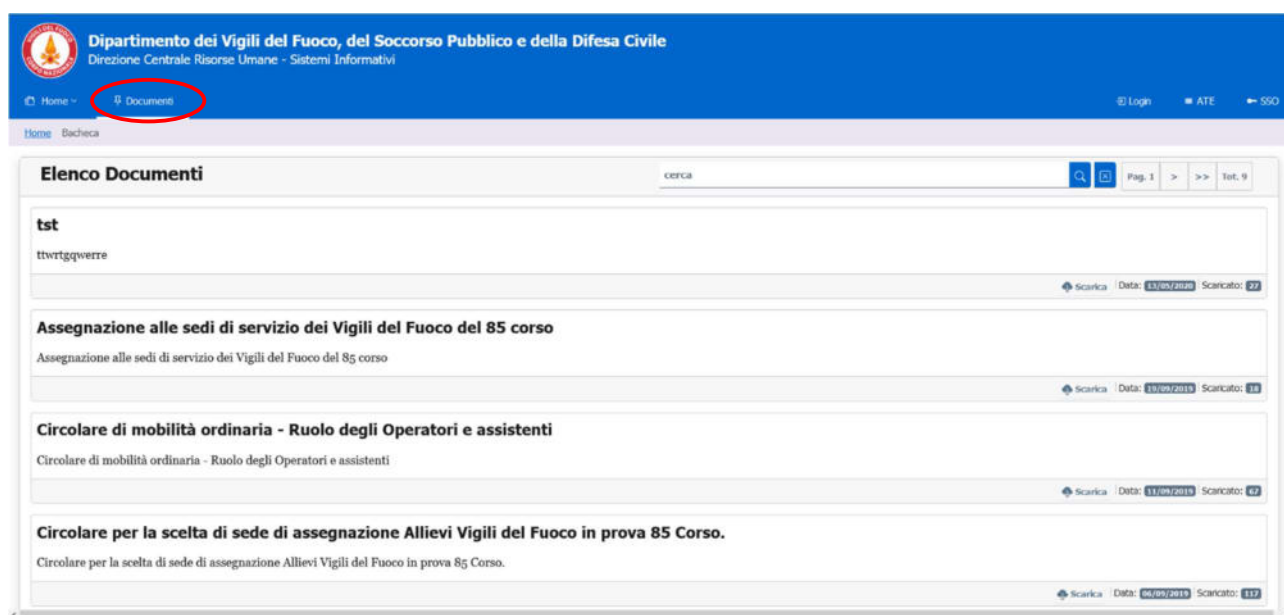 Dipartimento dei Vigili del Fuoco, del Soccorso Pubblico e della Difesa Civile
Direzione Centrale Risorse Umane - Sistemi Informativi
Home Documenti Login ATE SSO
Home Bacheca
Elenco Documenti cerca Pag. 1 > >> Tot. 9
tst
ttwrtgqwerre
Scarica Data: 13/05/2020 Scaricato: 27
Assegnazione alle sedi di servizio dei Vigili del Fuoco del 85 corso
Assegnazione alle sedi di servizio dei Vigili del Fuoco del 85 corso
Scarica Data: 19/09/2019 Scaricato: 18
Circolare di mobilità ordinaria - Ruolo degli Operatori e assistenti
Circolare di mobilità ordinaria - Ruolo degli Operatori e assistenti
Scarica Data: 11/09/2019 Scaricato: 67
Circolare per la scelta di sede di assegnazione Allievi Vigili del Fuoco in prova 85 Corso.
Circolare per la scelta di sede di assegnazione Allievi Vigili del Fuoco in prova 85 Corso.
Scarica Data: 06/09/2019 Scaricato: 117